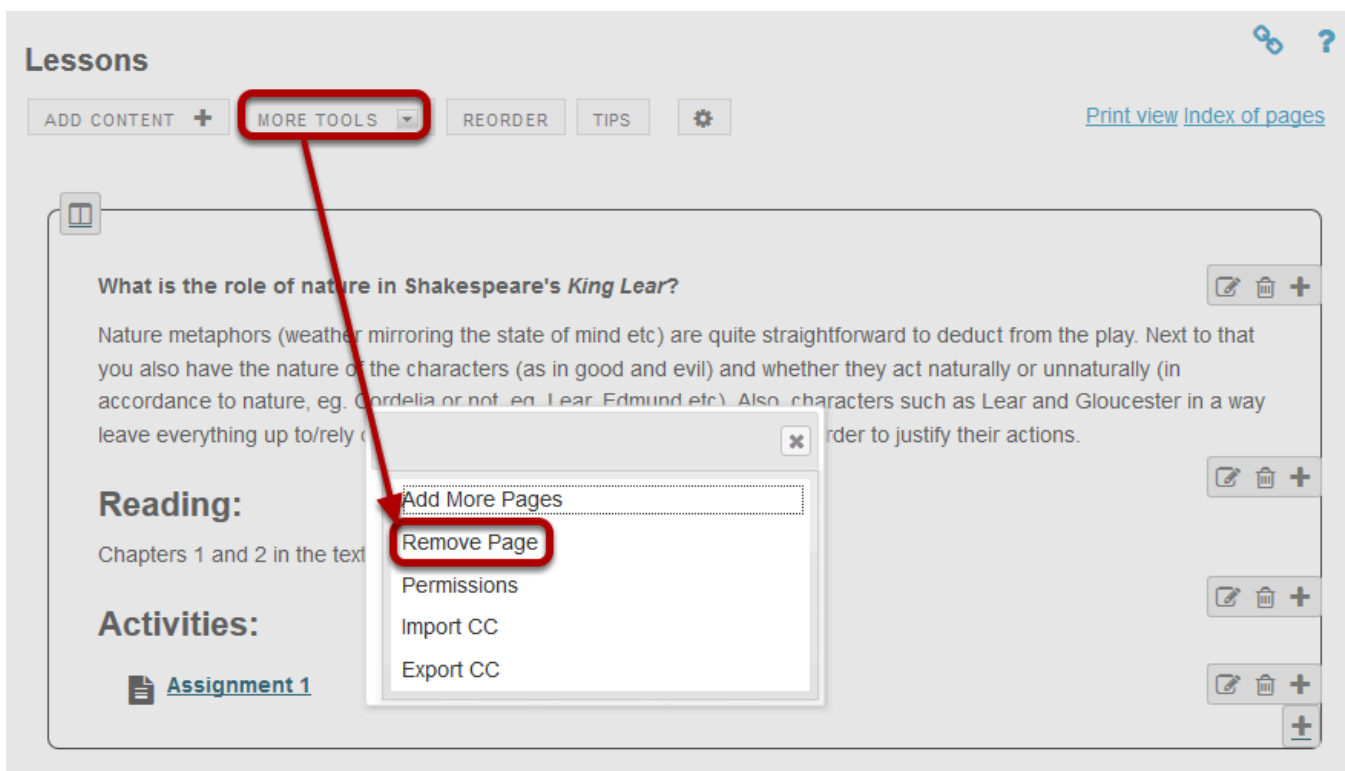 ?
Lessons
ADD CONTENT + MORE TOOLS REORDER TIPS Print view Index of pages
What is the role of nature in Shakespeare's King Lear?
Nature metaphors (weather mirroring the state of mind etc) are quite straightforward to deduct from the play. Next to that
you also have the nature of the characters (as in good and evil) and whether they act naturally or unnaturally (in
accordance to nature, eg. Cordelia or not, eg. Lear, Edmund etc). Also, characters such as Lear and Gloucester in a way
leave everything up to/rely rder to justify their actions.
Reading:
Chapters 1 and 2 in the text
Activities:
Assignment 1
Add More Pages
Remove Page
Permissions
Import CC
Export CC